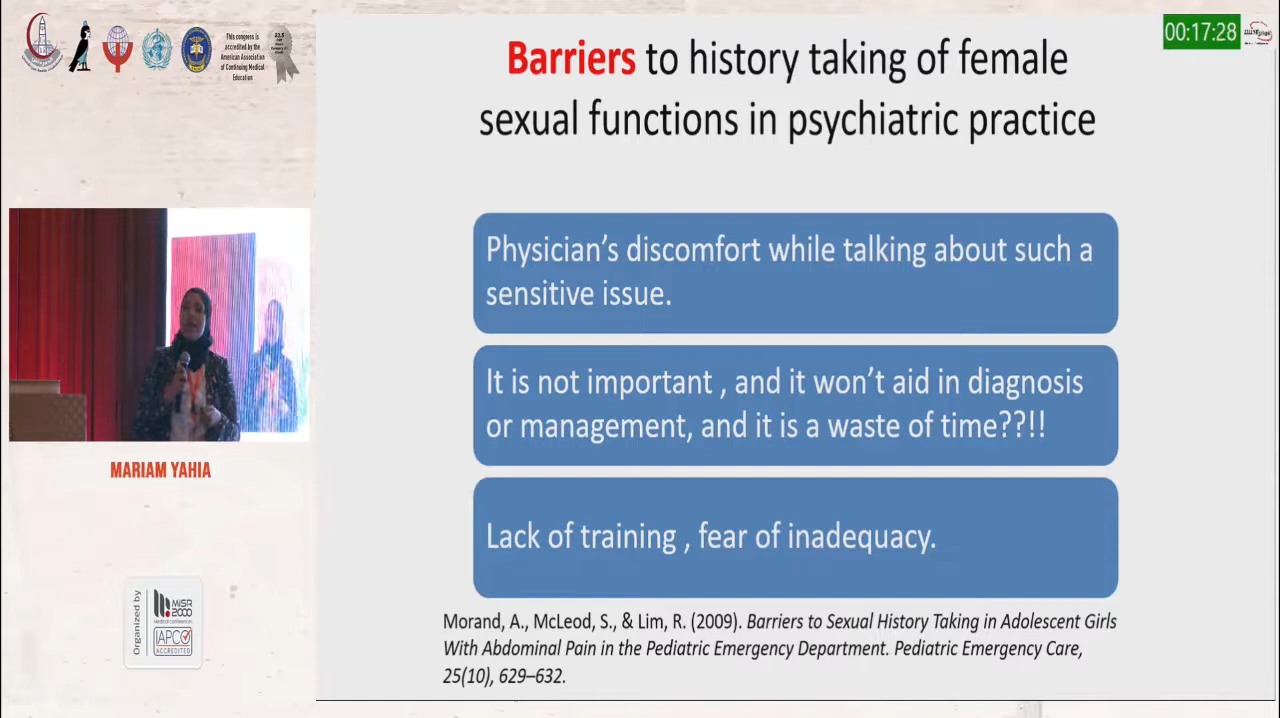 This congress is
accredited by the
American Association
of Continuing Medical
Education
00:17:28
Barriers to history taking of female
sexual functions in psychiatric practice
Physician's discomfort while talking about such a
sensitive issue.
It is not important , and it won't aid in diagnosis
or management, and it is a waste of time??!!
Lack of training , fear of inadequacy.
Morand, A., McLeod, S., & Lim, R. (2009). Barriers to Sexual History Taking in Adolescent Girls
With Abdominal Pain in the Pediatric Emergency Department. Pediatric Emergency Care,
25(10), 629–632.
MARIAM YAHIA
Organized by
MiSR
2000
Medical conferences
IAPCO
ACCREDITED